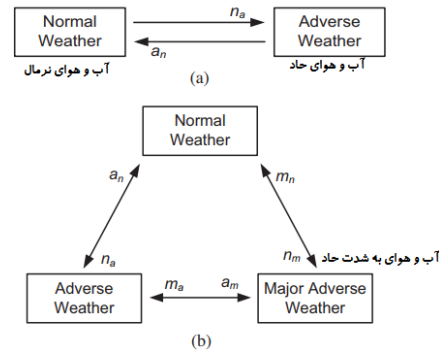 Normal
Weather
آب و هوای نرمال
n_a
a_n
Adverse
Weather
آب و هوای حاد
(a)
Normal
Weather
a_n
m_n
n_a
n_m
آب و هوای به شدت حاد
Adverse
Weather
m_a
a_m
Major Adverse
Weather
(b)